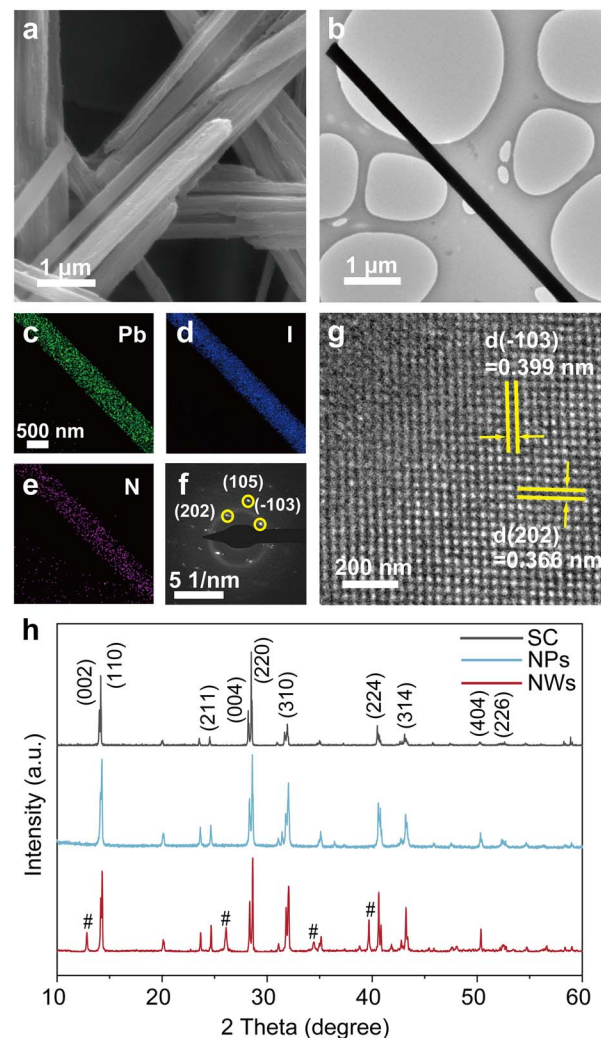 a
1 µm
b
1 µm
c Pb
500 nm
d I
e N
f
(105)
(202)
(-103)
5 1/nm
g
d(-103)
=0.399 nm
d(202)
=0.366 nm
200 nm
h
SC
NPs
NWs
(002)
(110)
(211)
(004)
(220)
(310)
(224)
(314)
(404)
(226)
# # # #
Intensity (a.u.)
10 20 30 40 50 60
2 Theta (degree)